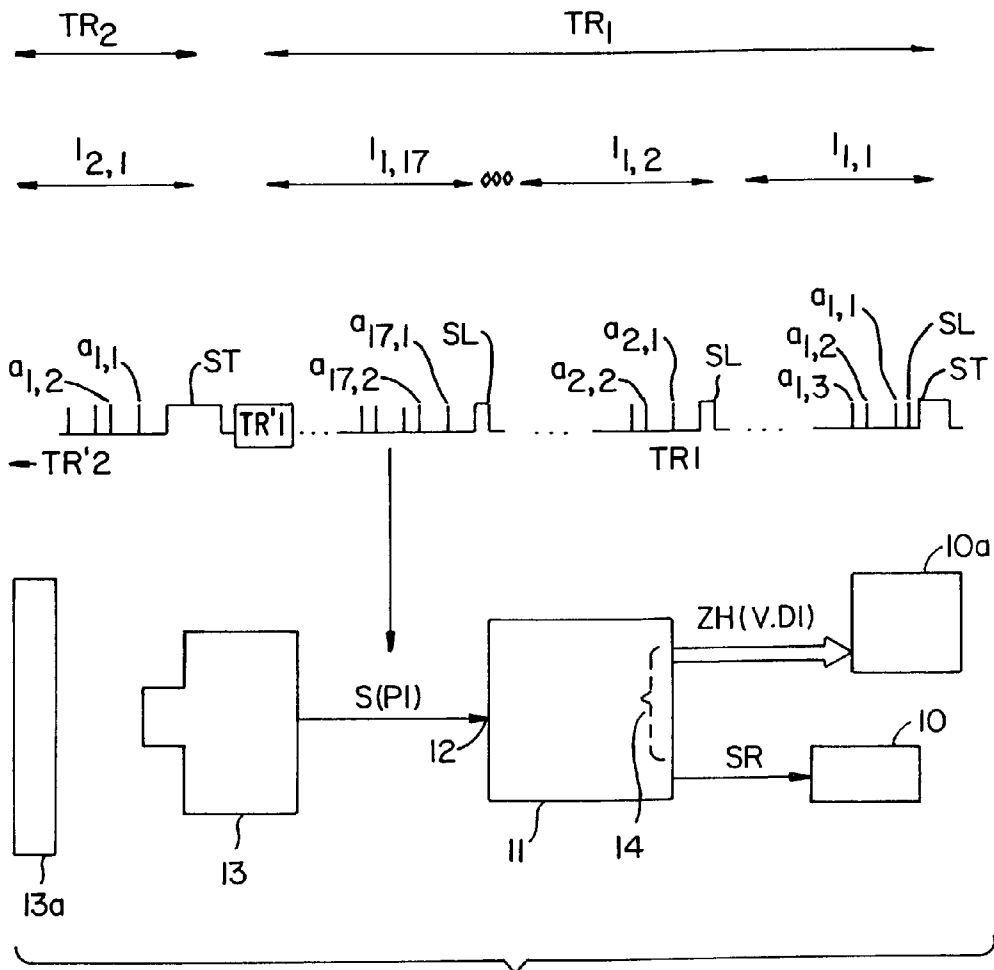 TR₂ TR₁
I₂,₁ I₁,₁₇ ◊◊◊ I₁,₂ I₁,₁
a₁,₂ a₁,₁ ST a₁₇,₂ a₁₇,₁ SL a₂,₂ a₂,₁ SL a₁,₃ a₁,₂ a₁,₁ SL ST
TR'1
TR'2 TR1
10a
ZH(V.DI)
S(PI)
12 10
SR
13 11 14
13a